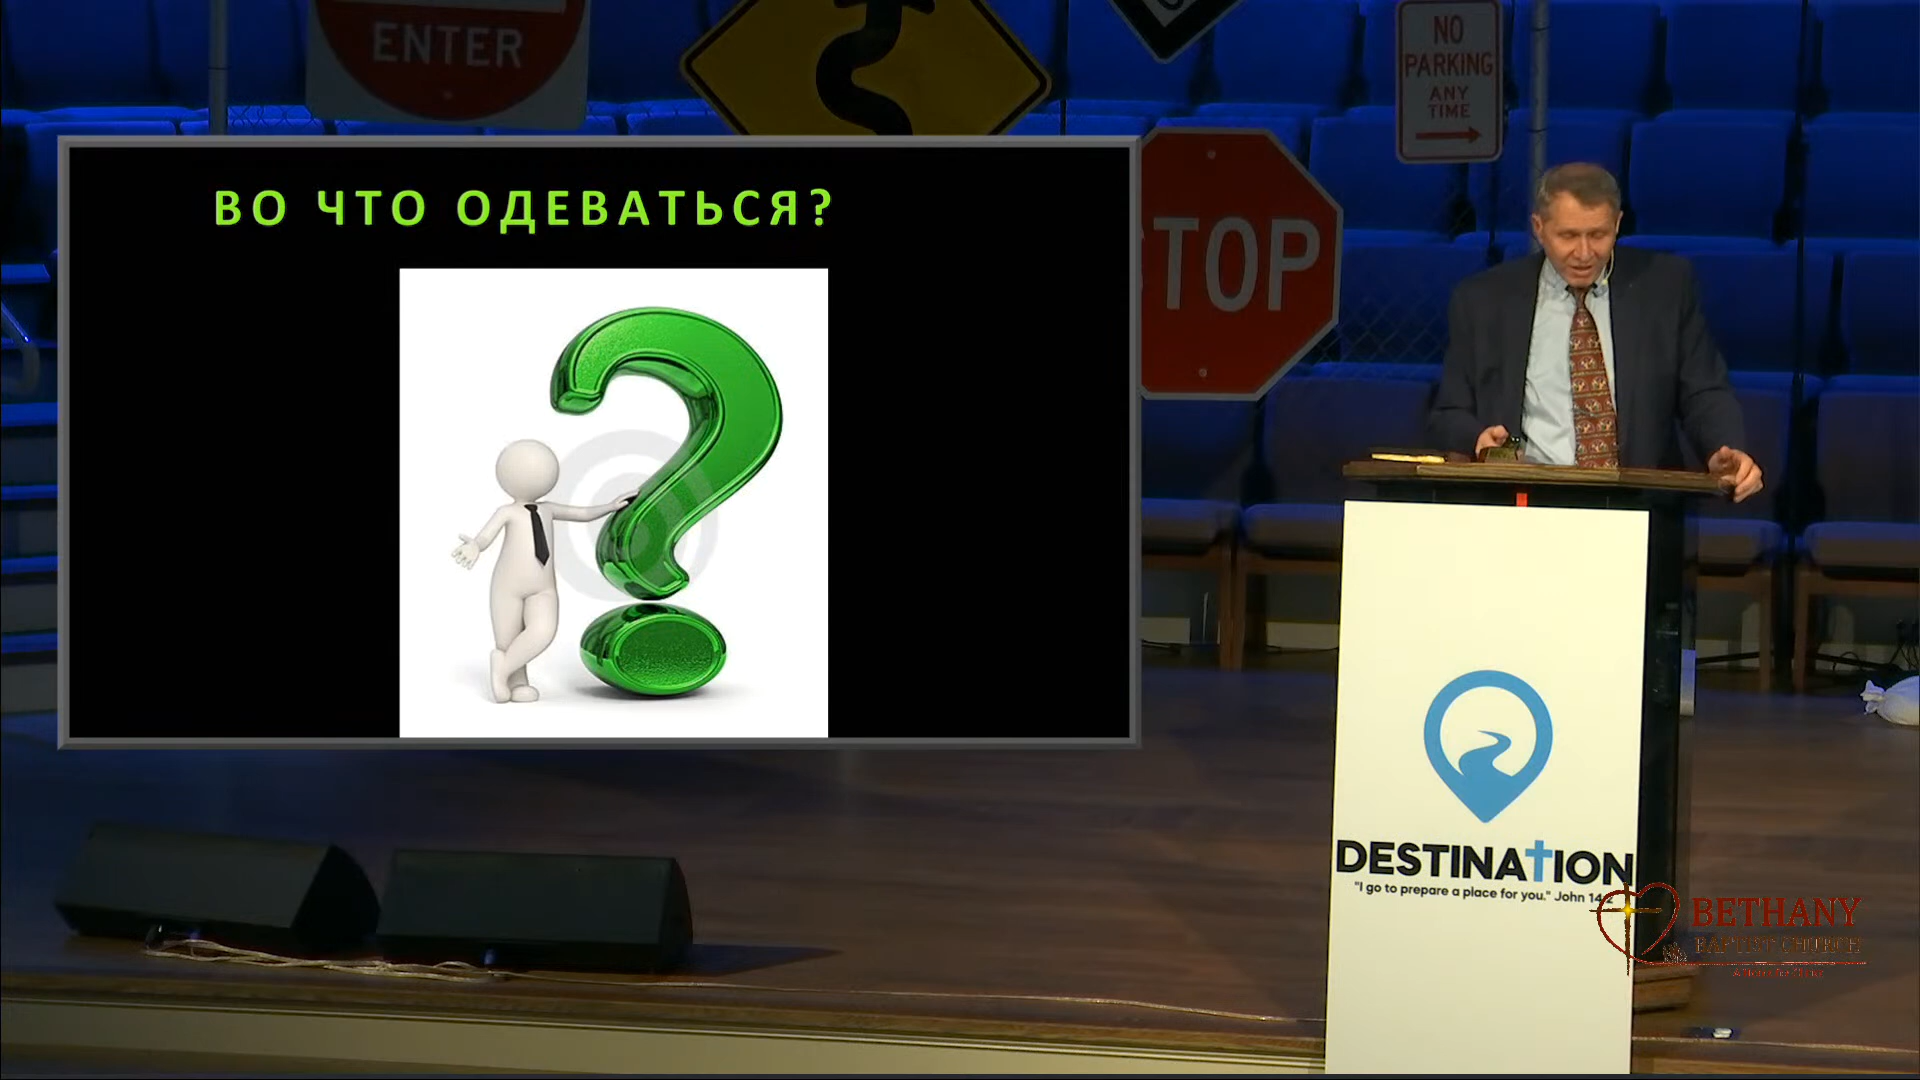 ENTER
NO
PARKING
ANY
TIME
ВО ЧТО ОДЕВАТЬСЯ?
TOP
DESTINATION
"I go to prepare a place for you." John 14:2
BETHANY
BAPTIST CHURCH